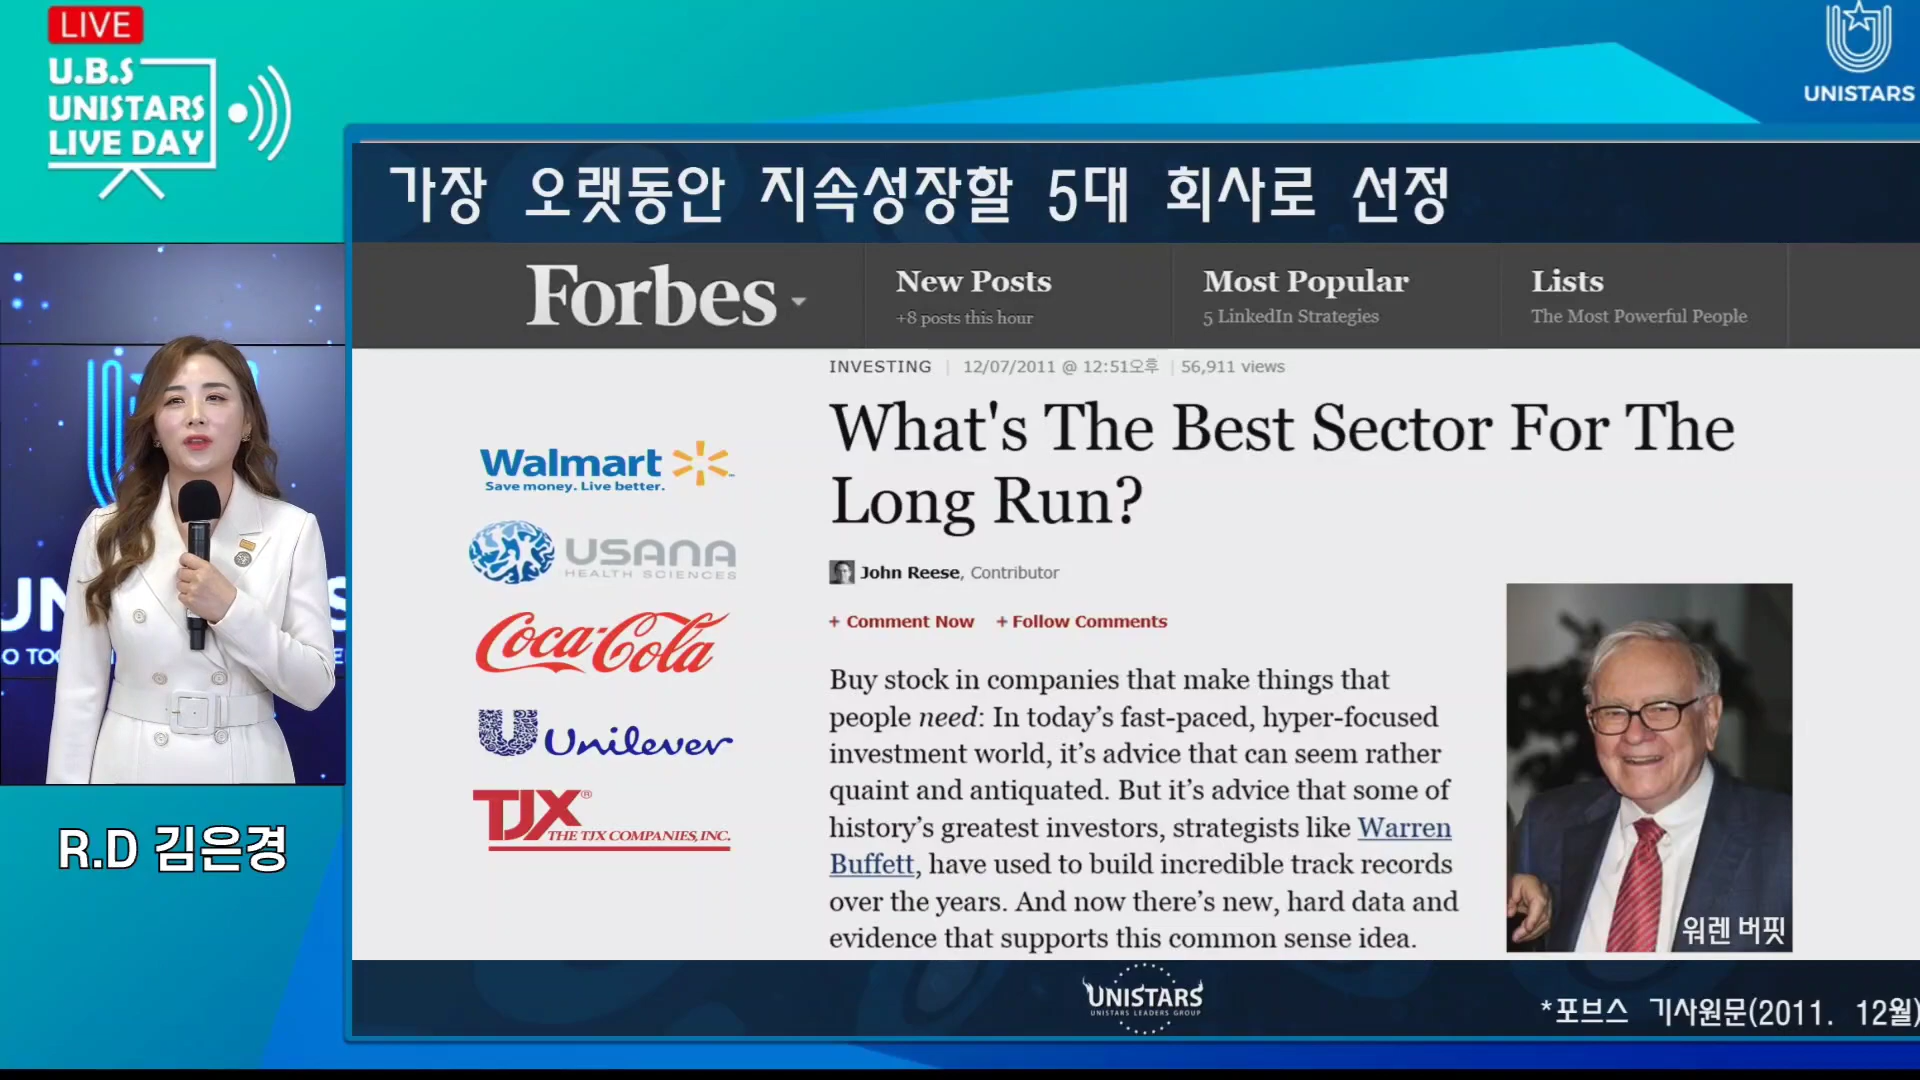 LIVE
U.B.S
UNISTARS
LIVE DAY
UNISTARS
가장 오랫동안 지속성장할 5대 회사로 선정
Forbes
New Posts
+8 posts this hour
Most Popular
5 LinkedIn Strategies
Lists
The Most Powerful People
INVESTING | 12/07/2011 @ 12:51오후 | 56,911 views
What's The Best Sector For The
Long Run?
John Reese, Contributor
+ Comment Now + Follow Comments
Buy stock in companies that make things that
people need: In today's fast-paced, hyper-focused
investment world, it's advice that can seem rather
quaint and antiquated. But it's advice that some of
history's greatest investors, strategists like Warren
Buffett, have used to build incredible track records
over the years. And now there's new, hard data and
evidence that supports this common sense idea.
Walmart
Save money. Live better.
USANA
HEALTH SCIENCES
Coca-Cola
Unilever
TJX®
THE TJX COMPANIES, INC.
워렌 버핏
R.D 김은경
UNISTARS
UNISTARS LEADERS GROUP
*포브스 기사원문(2011. 12월)